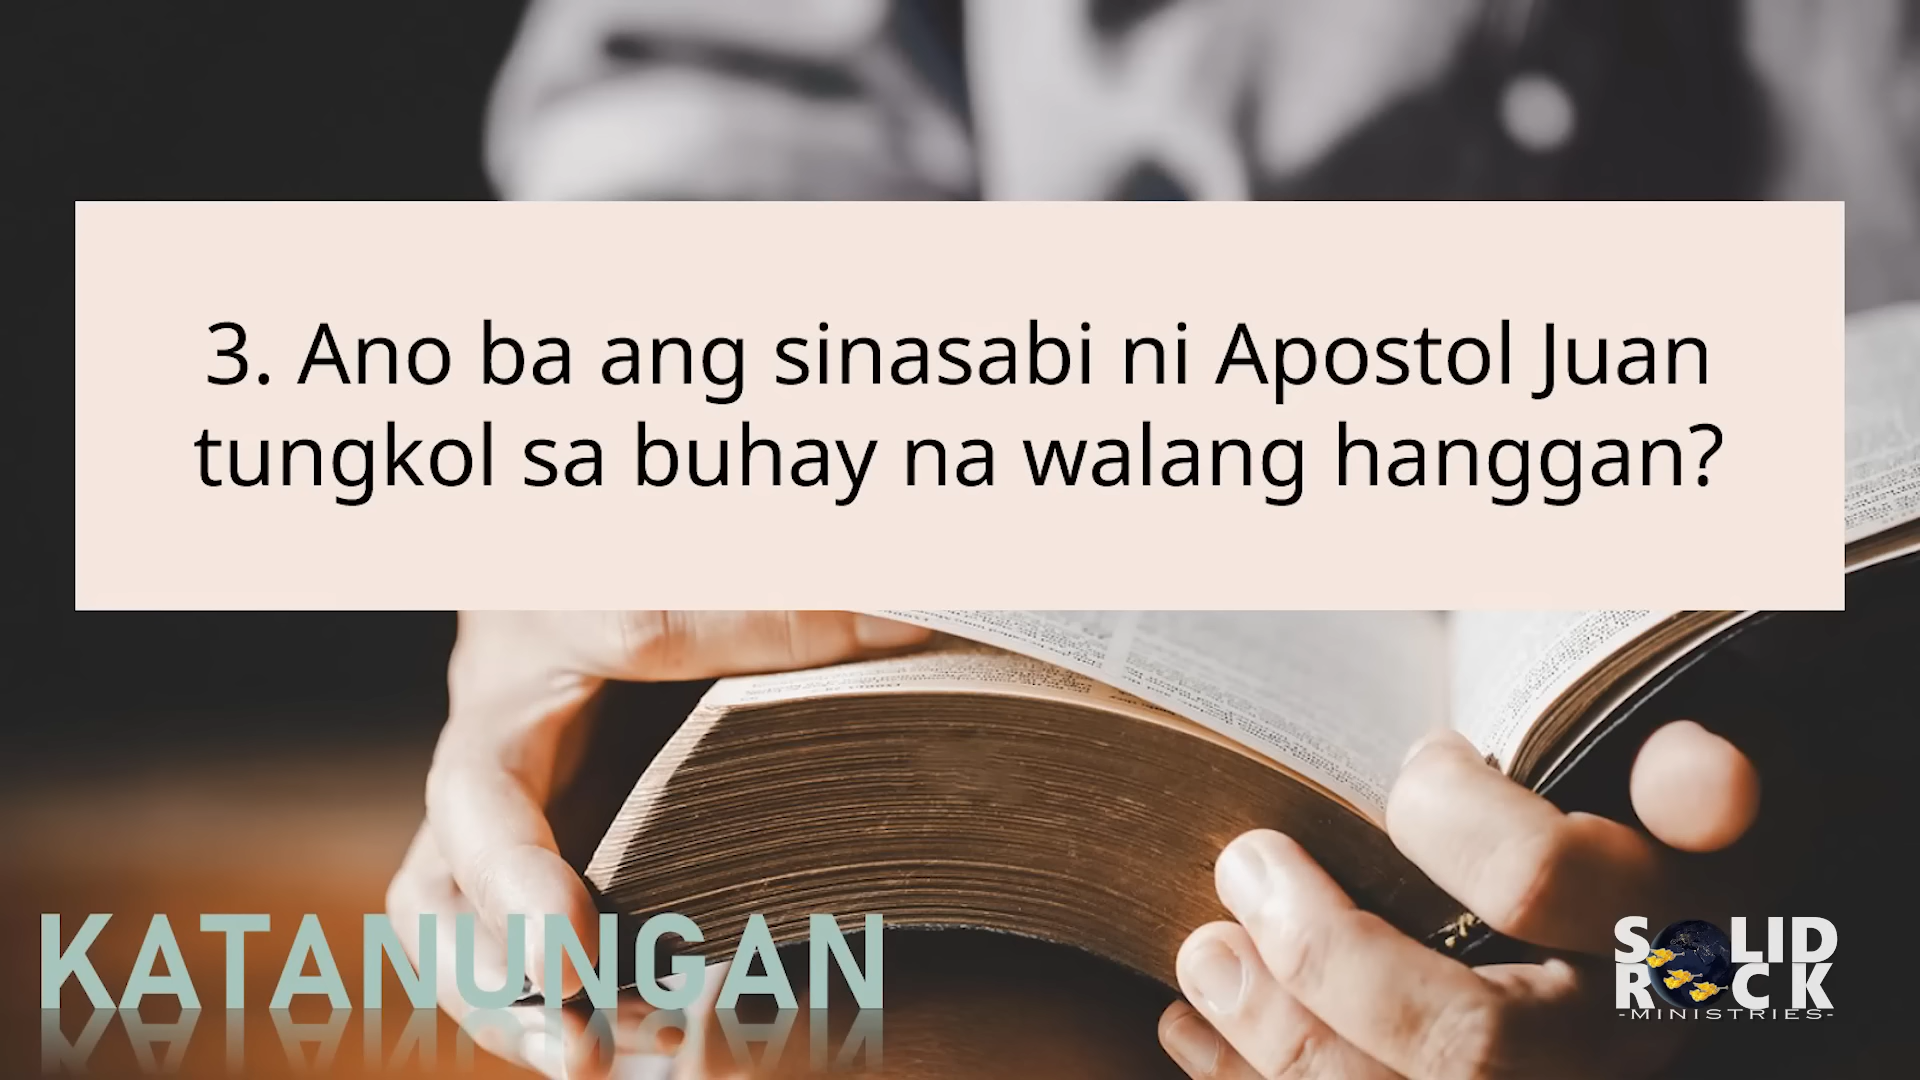 3. Ano ba ang sinasabi ni Apostol Juan
tungkol sa buhay na walang hanggan?
KATANUNGAN
SOLID
ROCK
-MINISTRIES-